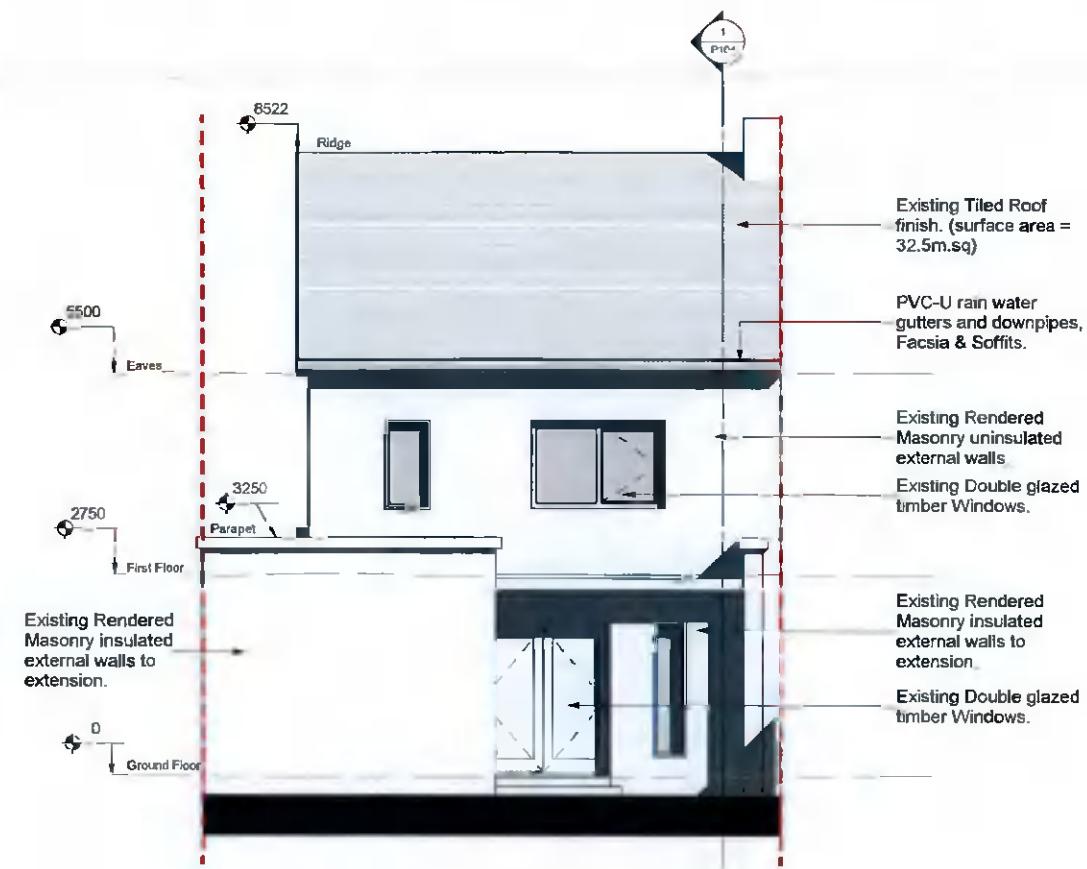 1
P104
8522
Ridge
Existing Tiled Roof
finish. (surface area =
32.5m.sq)
PVC-U rain water
gutters and downpipes,
Facsia & Soffits.
5500
Eaves
Existing Rendered
Masonry uninsulated
external walls
Existing Double glazed
timber Windows.
3250
Parapet
2750
First Floor
Existing Rendered
Masonry insulated
external walls to
extension.
Existing Rendered
Masonry insulated
external walls to
extension.
Existing Double glazed
timber Windows.
0
Ground Floor